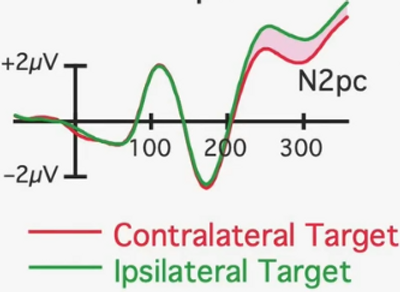 +2μV
N2pc
100 200 300
−2μV
Contralateral Target
Ipsilateral Target